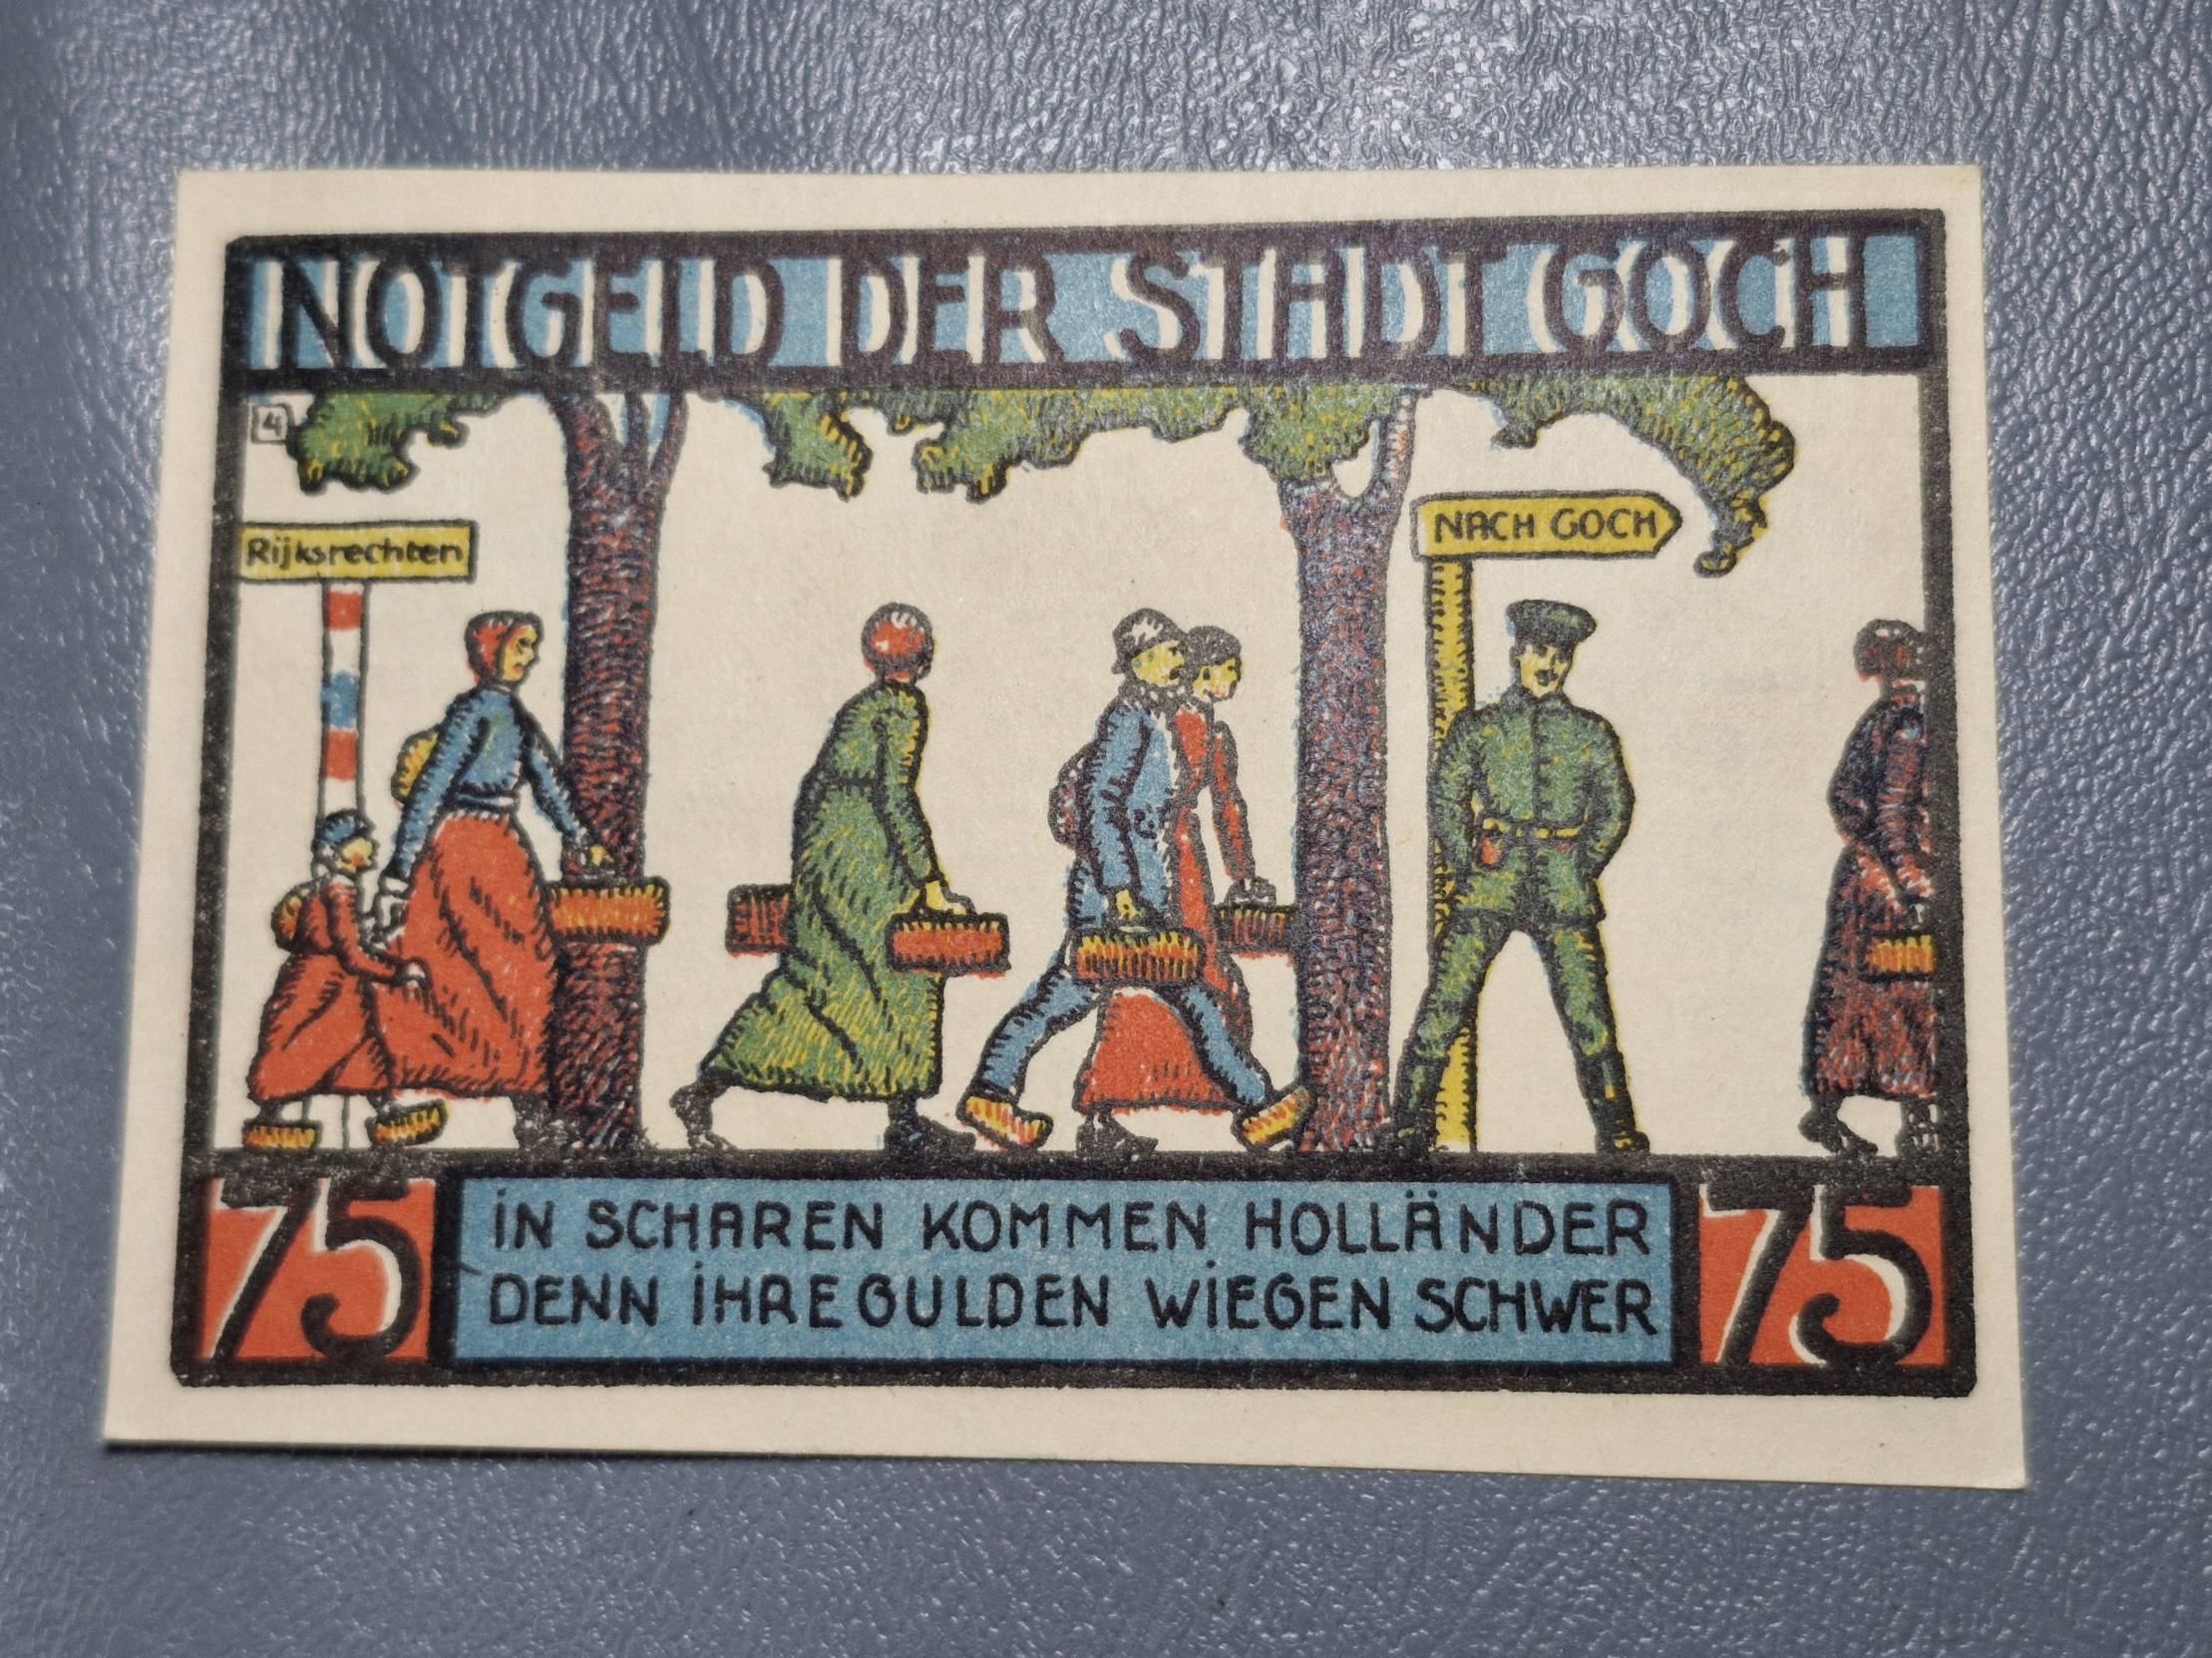 NOTGELD DER STADT GOCH
4
Rijksrechten
NACH GOCH
75
iN SCHAREN KOMMEN HOLLÄNDER
DENN iHRE GULDEN WiEGEN SCHWER
75